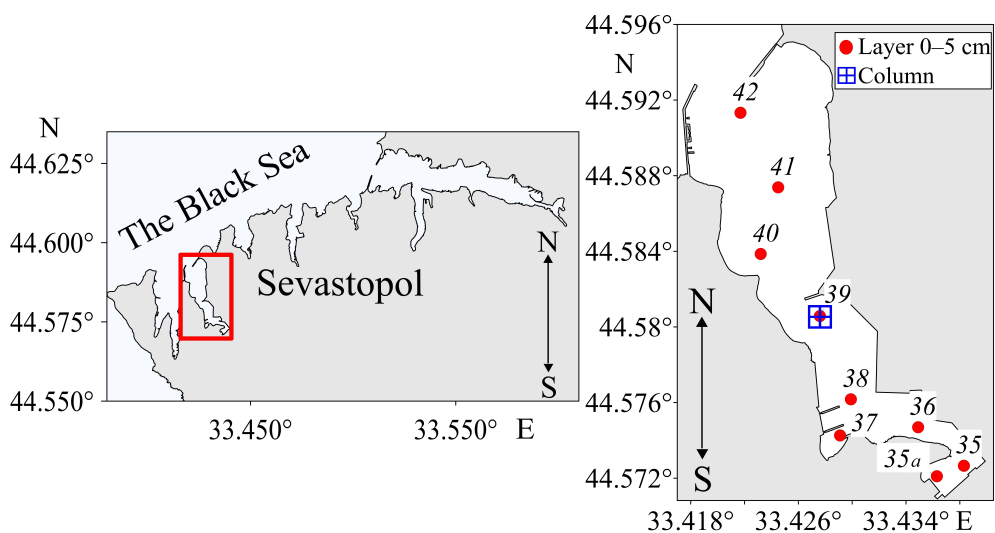 N
44.625°
44.600°
44.575°
44.550°
33.450°
33.550°
E
The Black Sea
Sevastopol
N
S
44.596°
N
44.592°
44.588°
44.584°
44.58°
44.576°
44.572°
33.418°
33.426°
33.434° E
Layer 0–5 cm
Column
42
41
40
39
38
37
36
35
35a
N
S